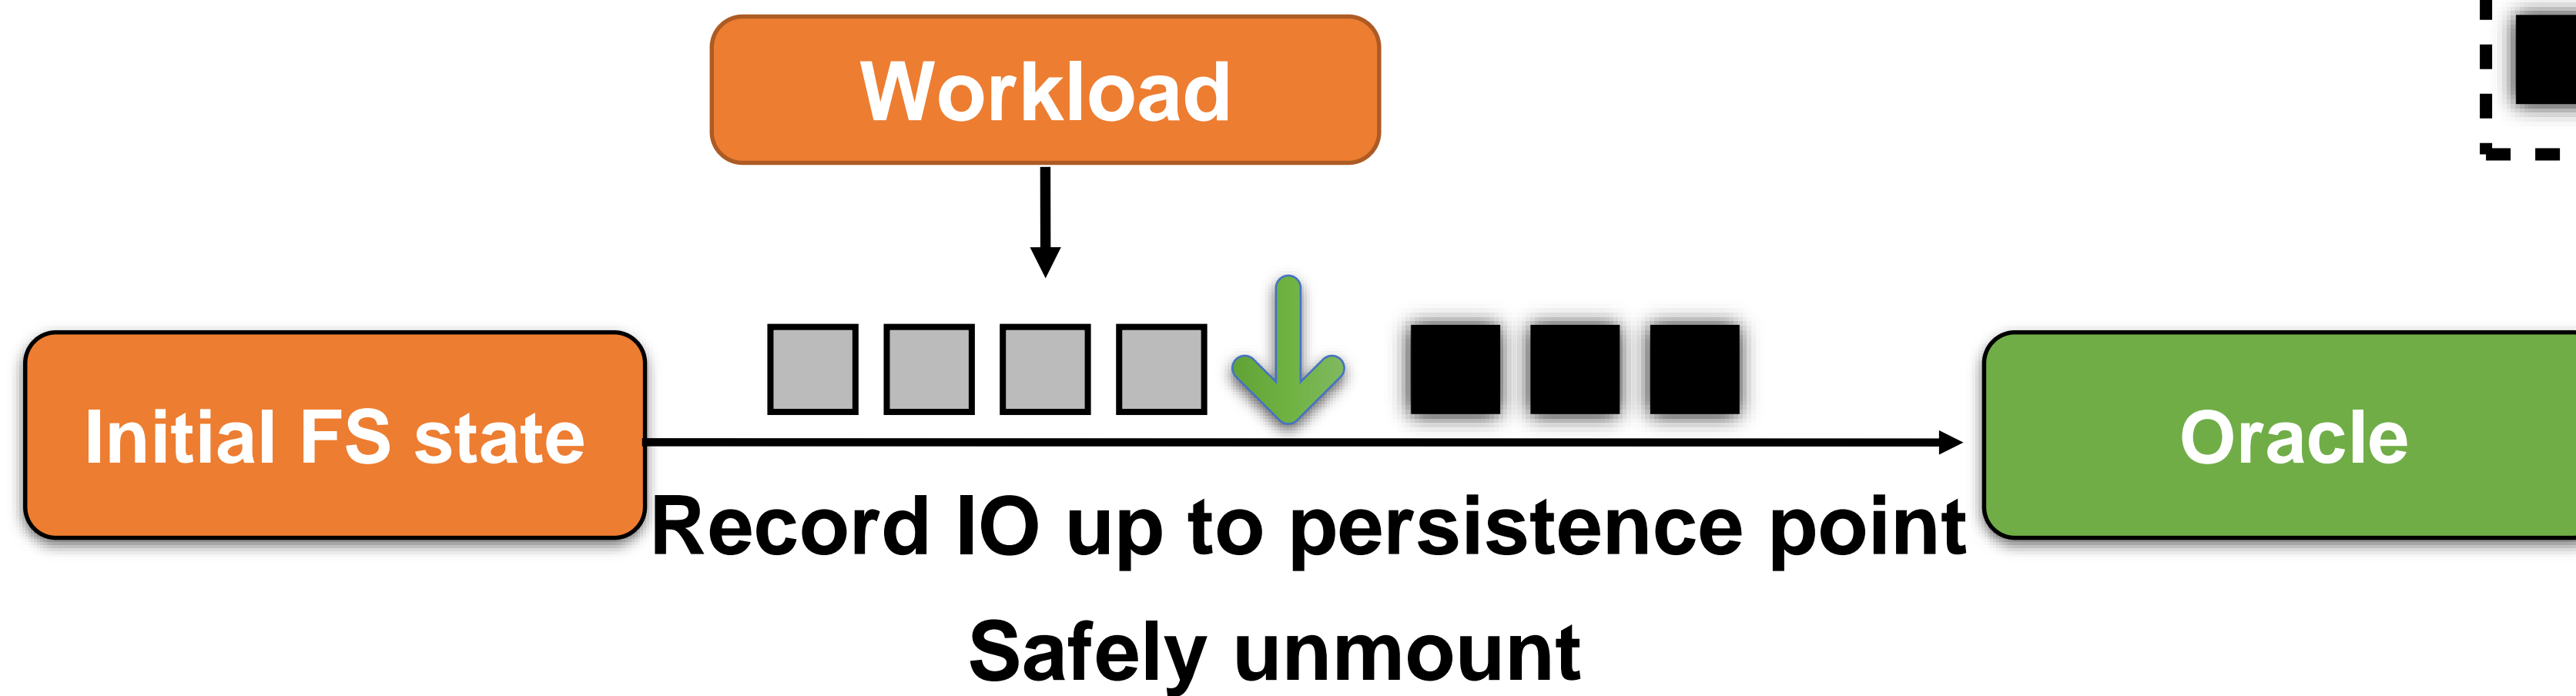 Workload
Initial FS state
Oracle
Record IO up to persistence point
Safely unmount